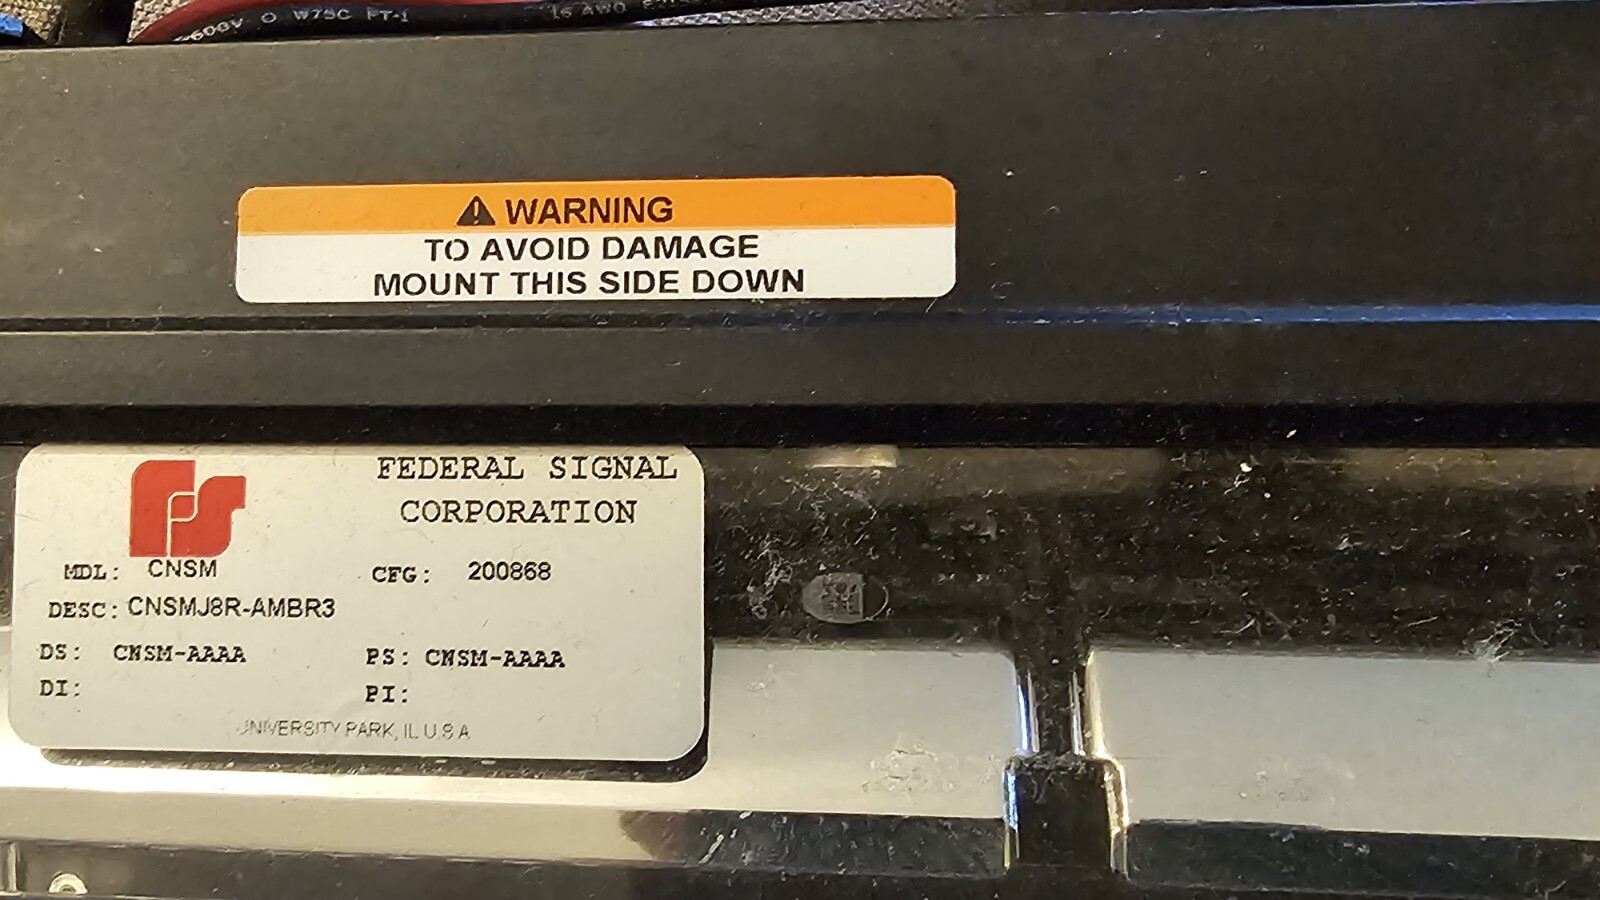 600V O W75C FT-1
16 AWG
⚠ WARNING
TO AVOID DAMAGE
MOUNT THIS SIDE DOWN
FS
FEDERAL SIGNAL
CORPORATION
MDL: CNSM CFG: 200868
DESC: CNSMJ8R-AMBR3
DS: CNSM-AAAA PS: CNSM-AAAA
DI: PI:
UNIVERSITY PARK, IL U.S.A